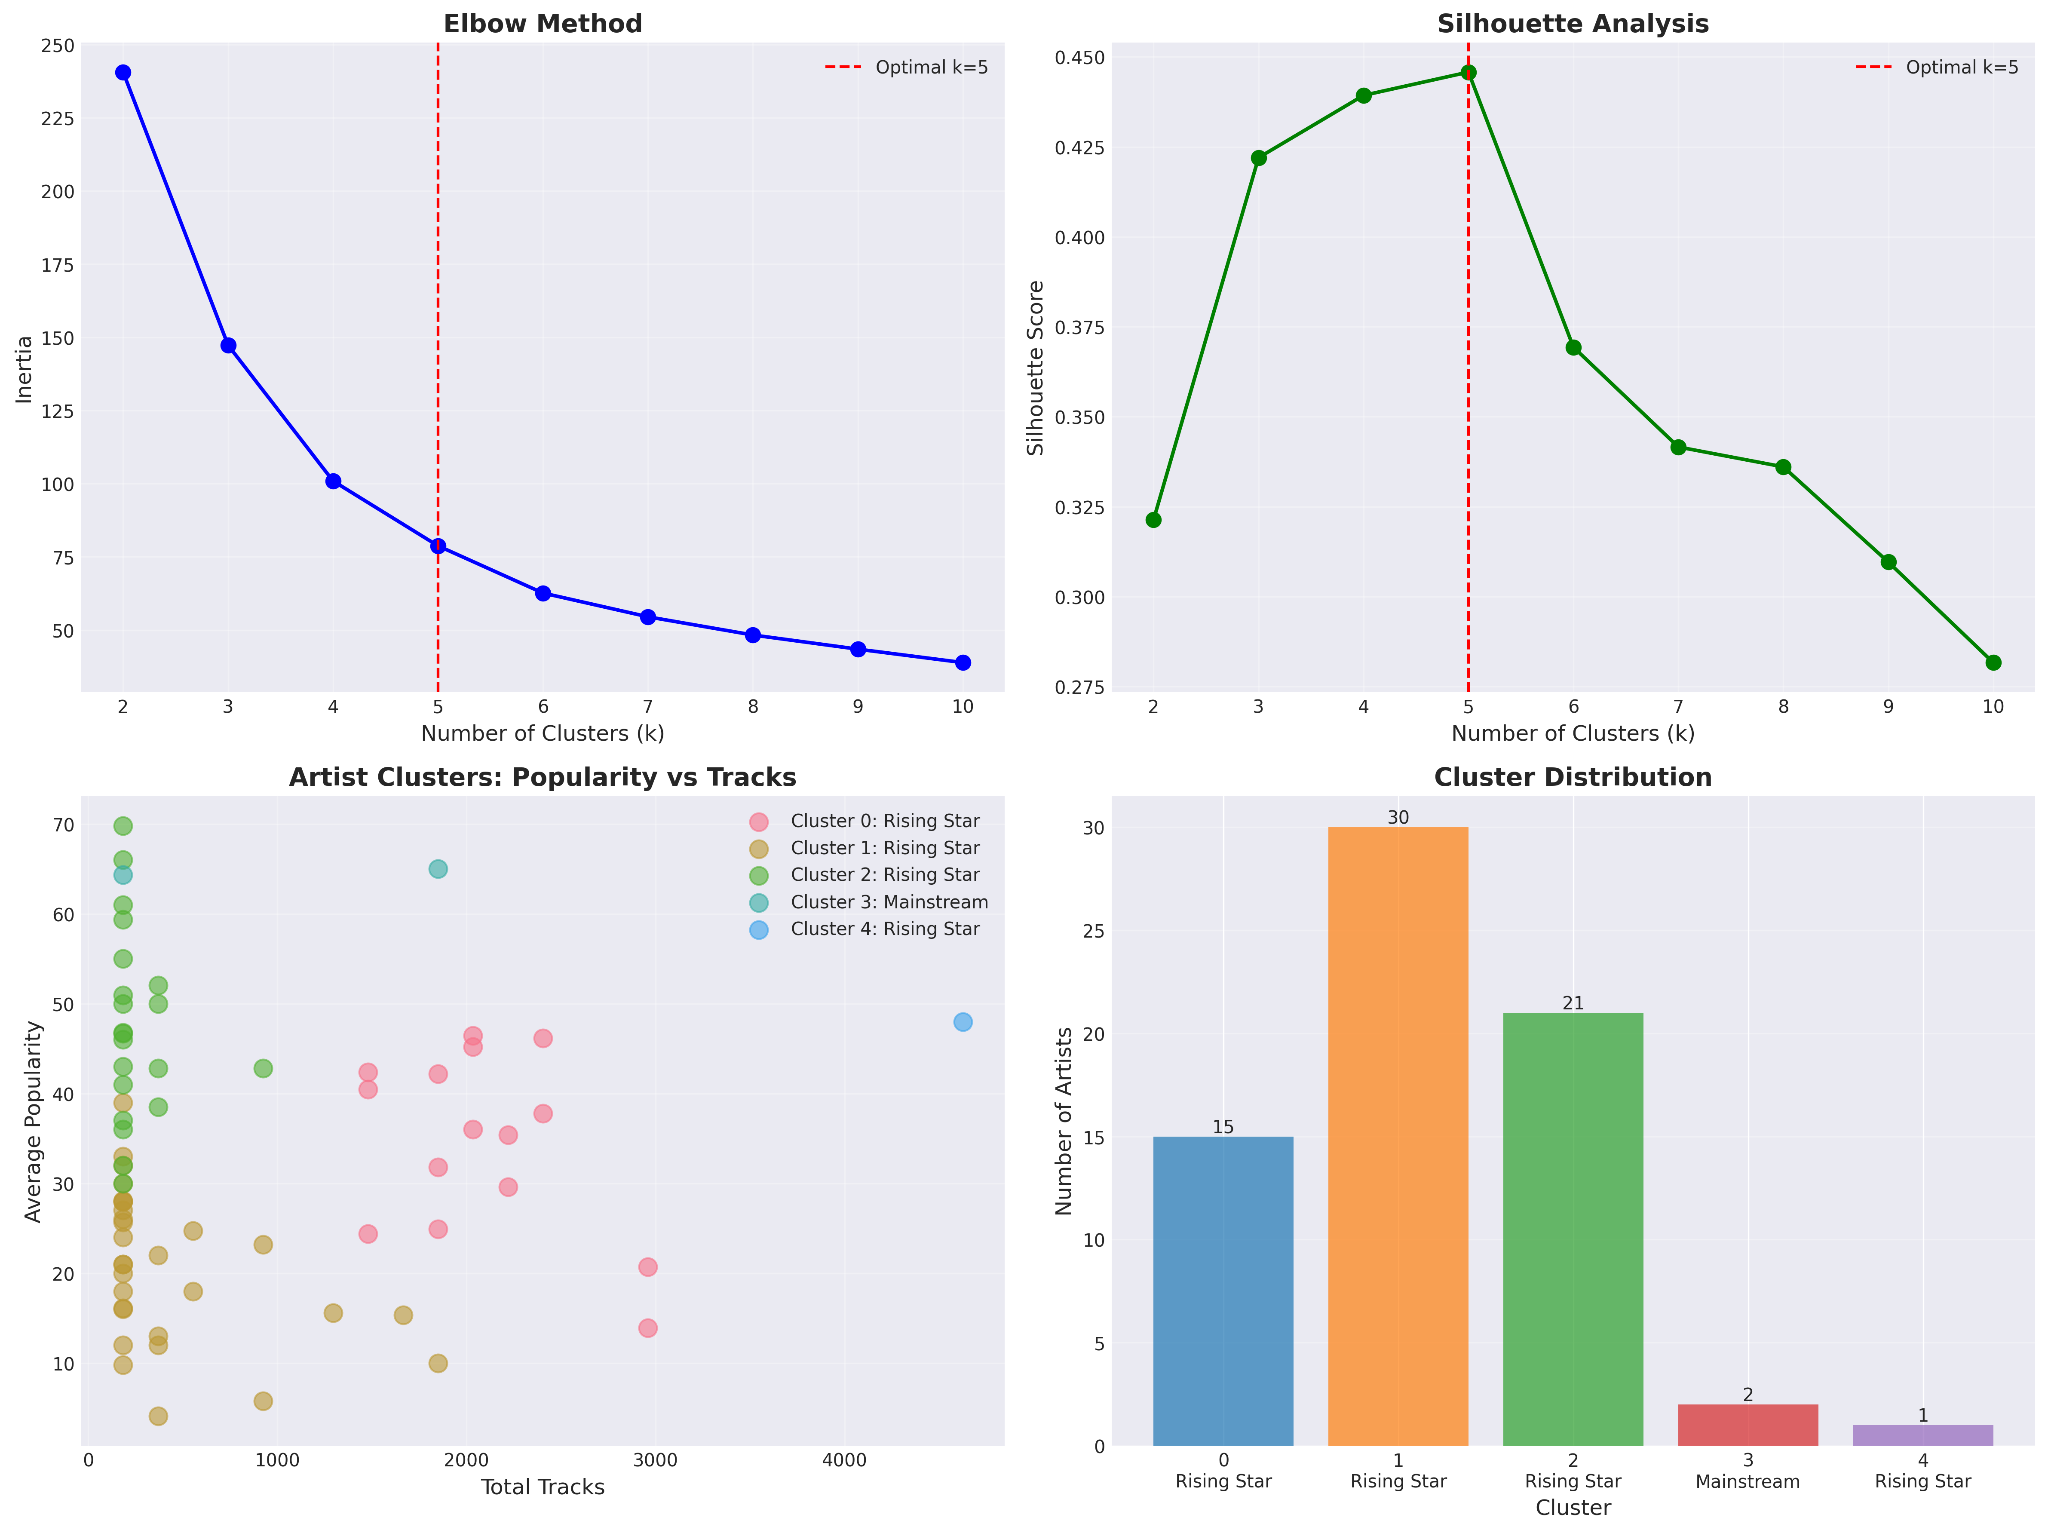 Elbow Method
250
225
200
175
150
125
100
75
50
Inertia
2 3 4 5 6 7 8 9 10
Number of Clusters (k)
Optimal k=5
Silhouette Analysis
0.450
0.425
0.400
0.375
0.350
0.325
0.300
0.275
Silhouette Score
2 3 4 5 6 7 8 9 10
Number of Clusters (k)
Optimal k=5
Artist Clusters: Popularity vs Tracks
70
60
50
40
30
20
10
Average Popularity
0 1000 2000 3000 4000
Total Tracks
Cluster 0: Rising Star
Cluster 1: Rising Star
Cluster 2: Rising Star
Cluster 3: Mainstream
Cluster 4: Rising Star
Cluster Distribution
30
25
20
15
10
5
0
Number of Artists
15
30
21
2
1
0 1 2 3 4
Rising Star Rising Star Rising Star Mainstream Rising Star
Cluster